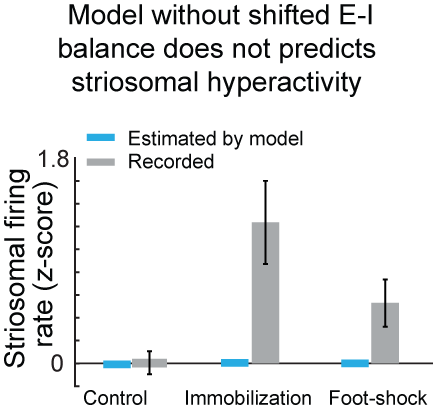 Model without shifted E-I
balance does not predicts
striosomal hyperactivity
1.8
Estimated by model
Recorded
Striosomal firing
rate (z-score)
0
Control
Immobilization
Foot-shock